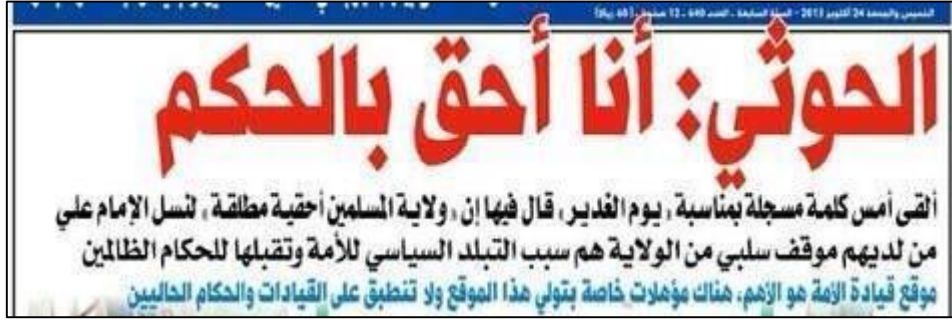 الخميس والجمعة 24 أكتوبر 2013 - السنة السابعة - العدد 640 - 12 صفحة - (60 ريالاً)
الحوثي: أنا أحق بالحكم
ألقى أمس كلمة مسجلة بمناسبة «يوم الغدير» قال فيها إن «ولاية المسلمين أحقية مطلقة» لنسل الإمام علي
من لديهم موقف سلبي من الولاية هم سبب التبلد السياسي للأمة وتقبلها للحكام الظالمين
موقع قيادة الأمة هو الأهم، هناك مؤهلات خاصة بتولي هذا الموقع ولا تنطبق على القيادات والحكام الحاليين